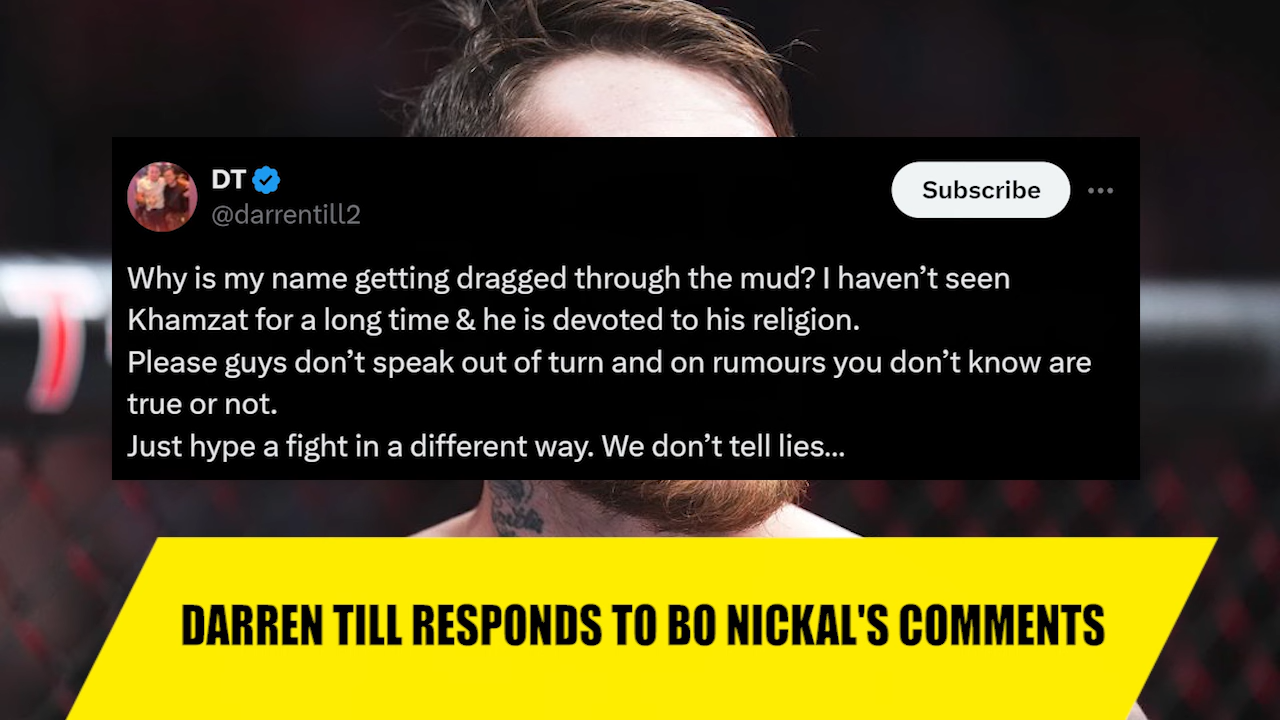 DT
@darrentill2
Subscribe
Why is my name getting dragged through the mud? I haven’t seen
Khamzat for a long time & he is devoted to his religion.
Please guys don’t speak out of turn and on rumours you don’t know are
true or not.
Just hype a fight in a different way. We don’t tell lies...
DARREN TILL RESPONDS TO BO NICKAL'S COMMENTS